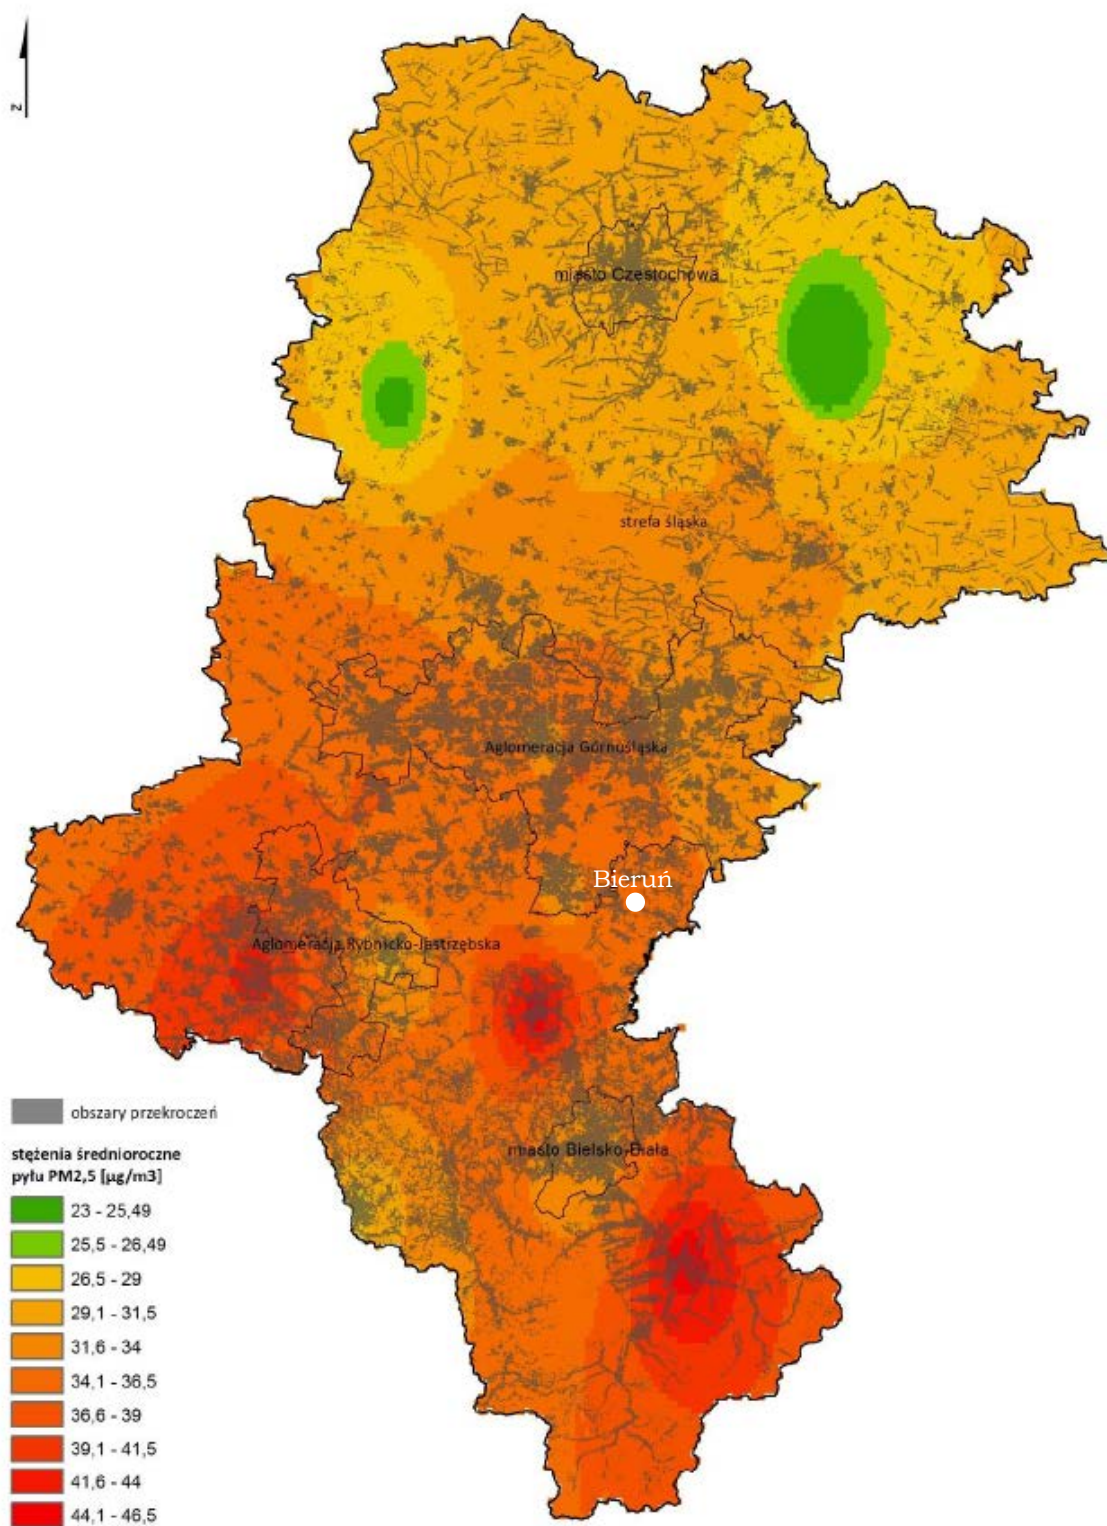 z
miasto Częstochowa
strefa śląska
Aglomeracja Górnośląska
Bieruń
Aglomeracja Rybnicko-Jastrzębska
miasto Bielsko-Biała
obszary przekroczeń
stężenia średnioroczne
pyłu PM2,5 [µg/m3]
23 - 25,49
25,5 - 26,49
26,5 - 29
29,1 - 31,5
31,6 - 34
34,1 - 36,5
36,6 - 39
39,1 - 41,5
41,6 - 44
44,1 - 46,5